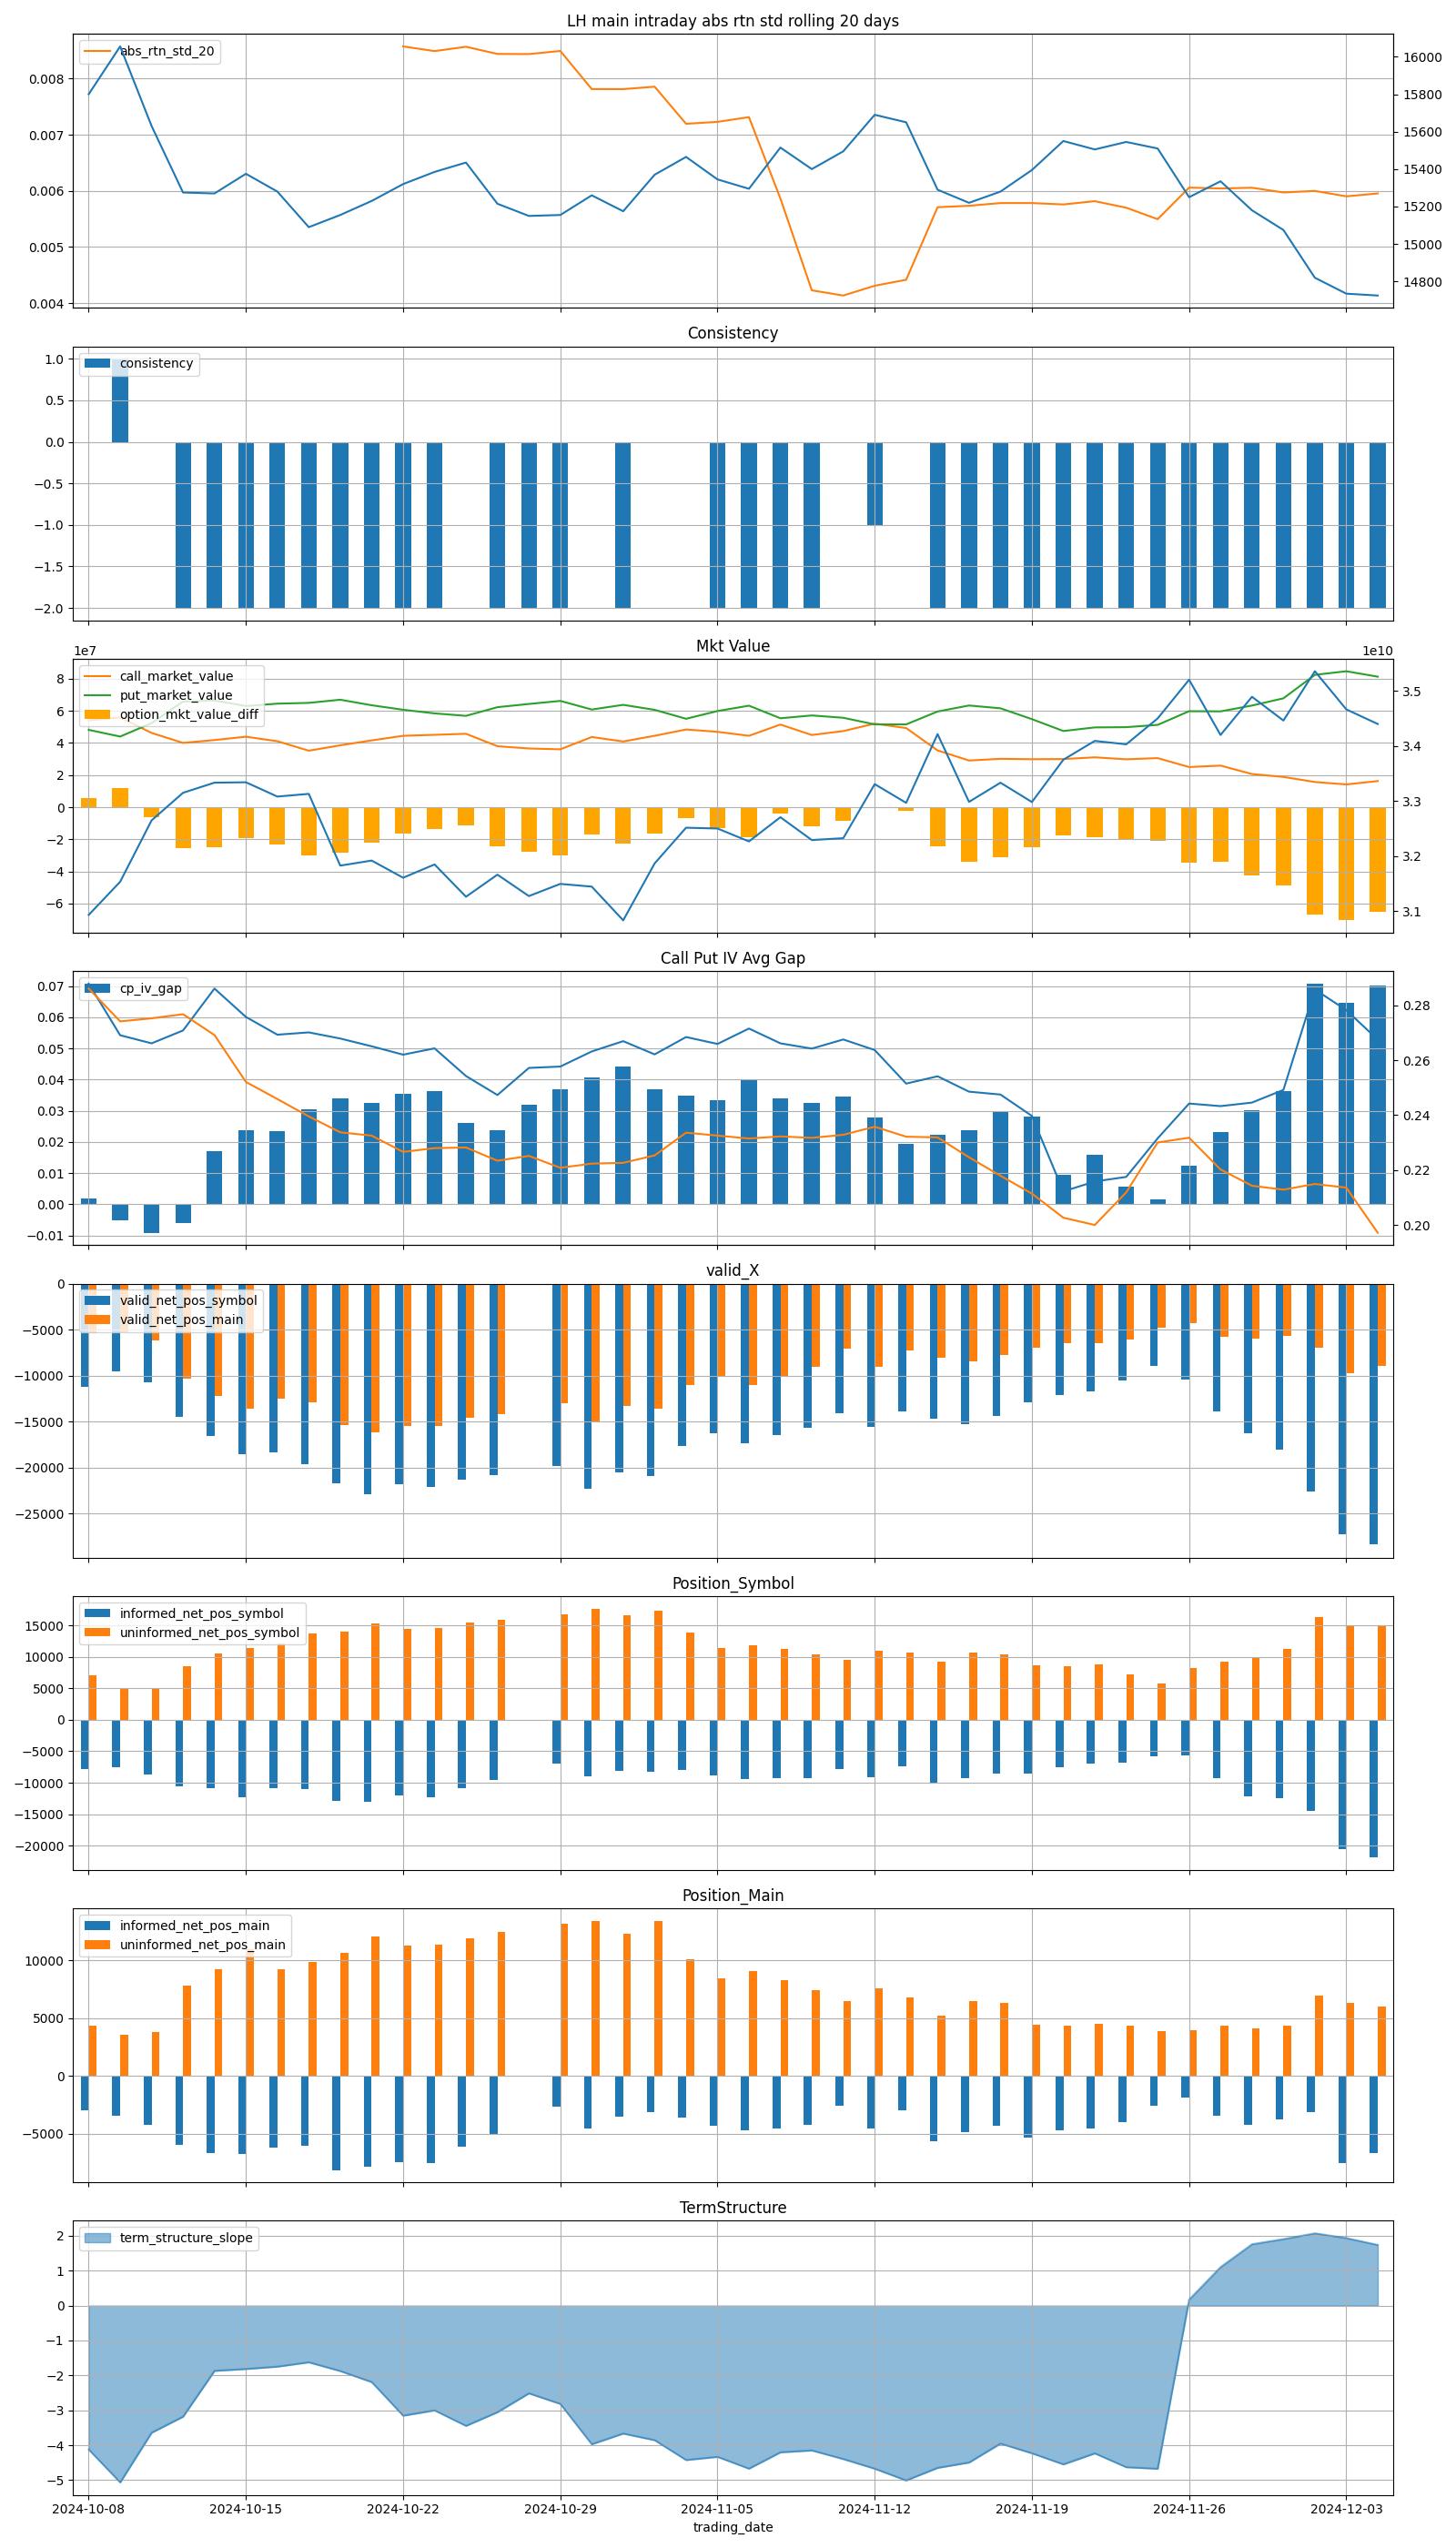 LH main intraday abs rtn std rolling 20 days
abs_rtn_std_20
0.008
0.007
0.006
0.005
0.004
16000
15800
15600
15400
15200
15000
14800
Consistency
consistency
1.0
0.5
0.0
−0.5
−1.0
−1.5
−2.0
Mkt Value
1e7
1e10
call_market_value
put_market_value
option_mkt_value_diff
8
6
4
2
0
−2
−4
−6
3.5
3.4
3.3
3.2
3.1
Call Put IV Avg Gap
cp_iv_gap
0.07
0.06
0.05
0.04
0.03
0.02
0.01
0.00
−0.01
0.28
0.26
0.24
0.22
0.20
valid_X
valid_net_pos_symbol
valid_net_pos_main
0
−5000
−10000
−15000
−20000
−25000
Position_Symbol
informed_net_pos_symbol
uninformed_net_pos_symbol
15000
10000
5000
0
−5000
−10000
−15000
−20000
Position_Main
informed_net_pos_main
uninformed_net_pos_main
10000
5000
0
−5000
TermStructure
term_structure_slope
2
1
0
−1
−2
−3
−4
−5
2024-10-08 2024-10-15 2024-10-22 2024-10-29 2024-11-05 2024-11-12 2024-11-19 2024-11-26 2024-12-03
trading_date